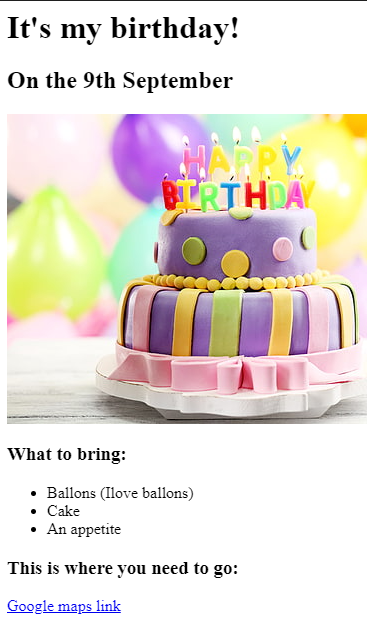 It's my birthday!
On the 9th September
HAPPY
BIRTHDAY
What to bring:
Ballons (Ilove ballons)
Cake
An appetite
This is where you need to go:
Google maps link